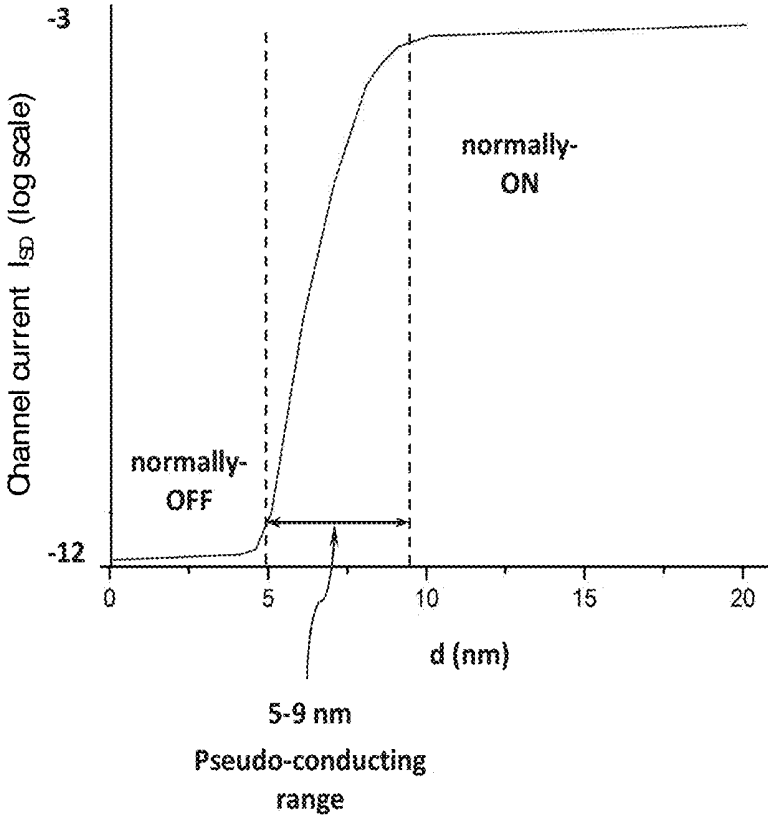 -3
Channel current I_SD (log scale)
normally-
ON
normally-
OFF
-12
0 5 10 15 20
d (nm)
5-9 nm
Pseudo-conducting
range